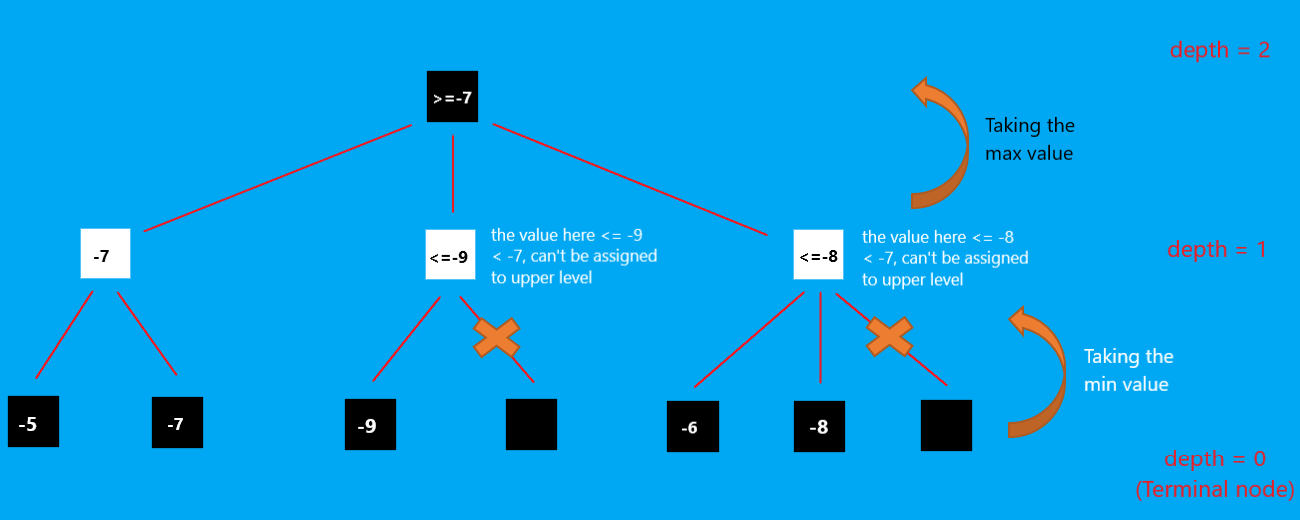 depth = 2
>=-7
Taking the
max value
-7
<=-9
the value here <= -9
< -7, can't be assigned
to upper level
<=-8
the value here <= -8
< -7, can't be assigned
to upper level
depth = 1
Taking the
min value
-5
-7
-9
-6
-8
depth = 0
(Terminal node)